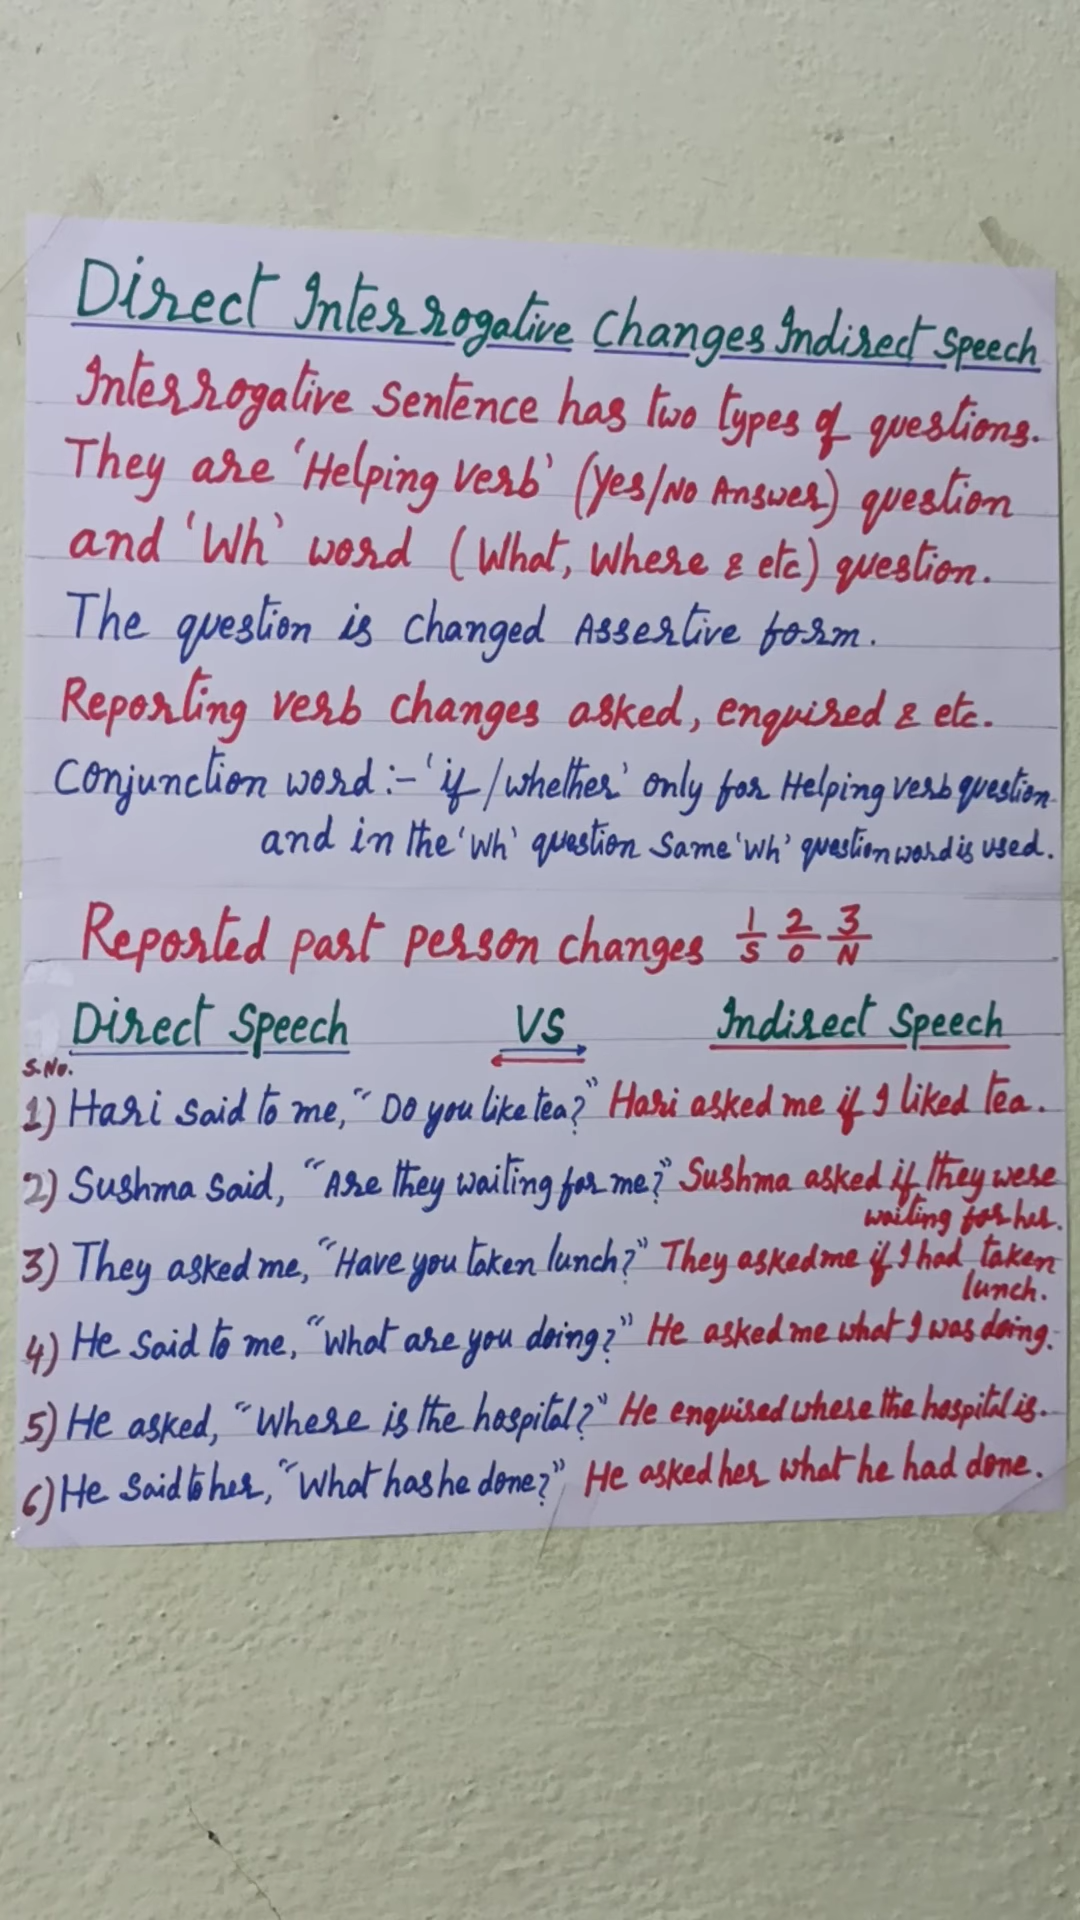 Direct Interrogative Changes Indirect Speech
Interrogative Sentence has two types of questions.
They are 'Helping verb' (Yes/No Answer) question
and 'Wh' word (What, Where & etc) question.
The question is changed Assertive form.
Reporting verb changes asked, enquired & etc.
Conjunction word :- 'if/whether' only for Helping verb question
and in the 'Wh' question same 'Wh' question word is used.
Reported part person changes 1/S 2/O 3/N
Direct Speech VS Indirect Speech
S.No.
1) Hari said to me, "Do you like tea?" Hari asked me if I liked tea.
2) Sushma said, "Are they waiting for me?" Sushma asked if they were
waiting for her.
3) They asked me, "Have you taken lunch?" They asked me if I had taken
lunch.
4) He said to me, "What are you doing?" He asked me what I was doing.
5) He asked, "Where is the hospital?" He enquired where the hospital is.
6) He said to her, "What has he done?" He asked her what he had done.